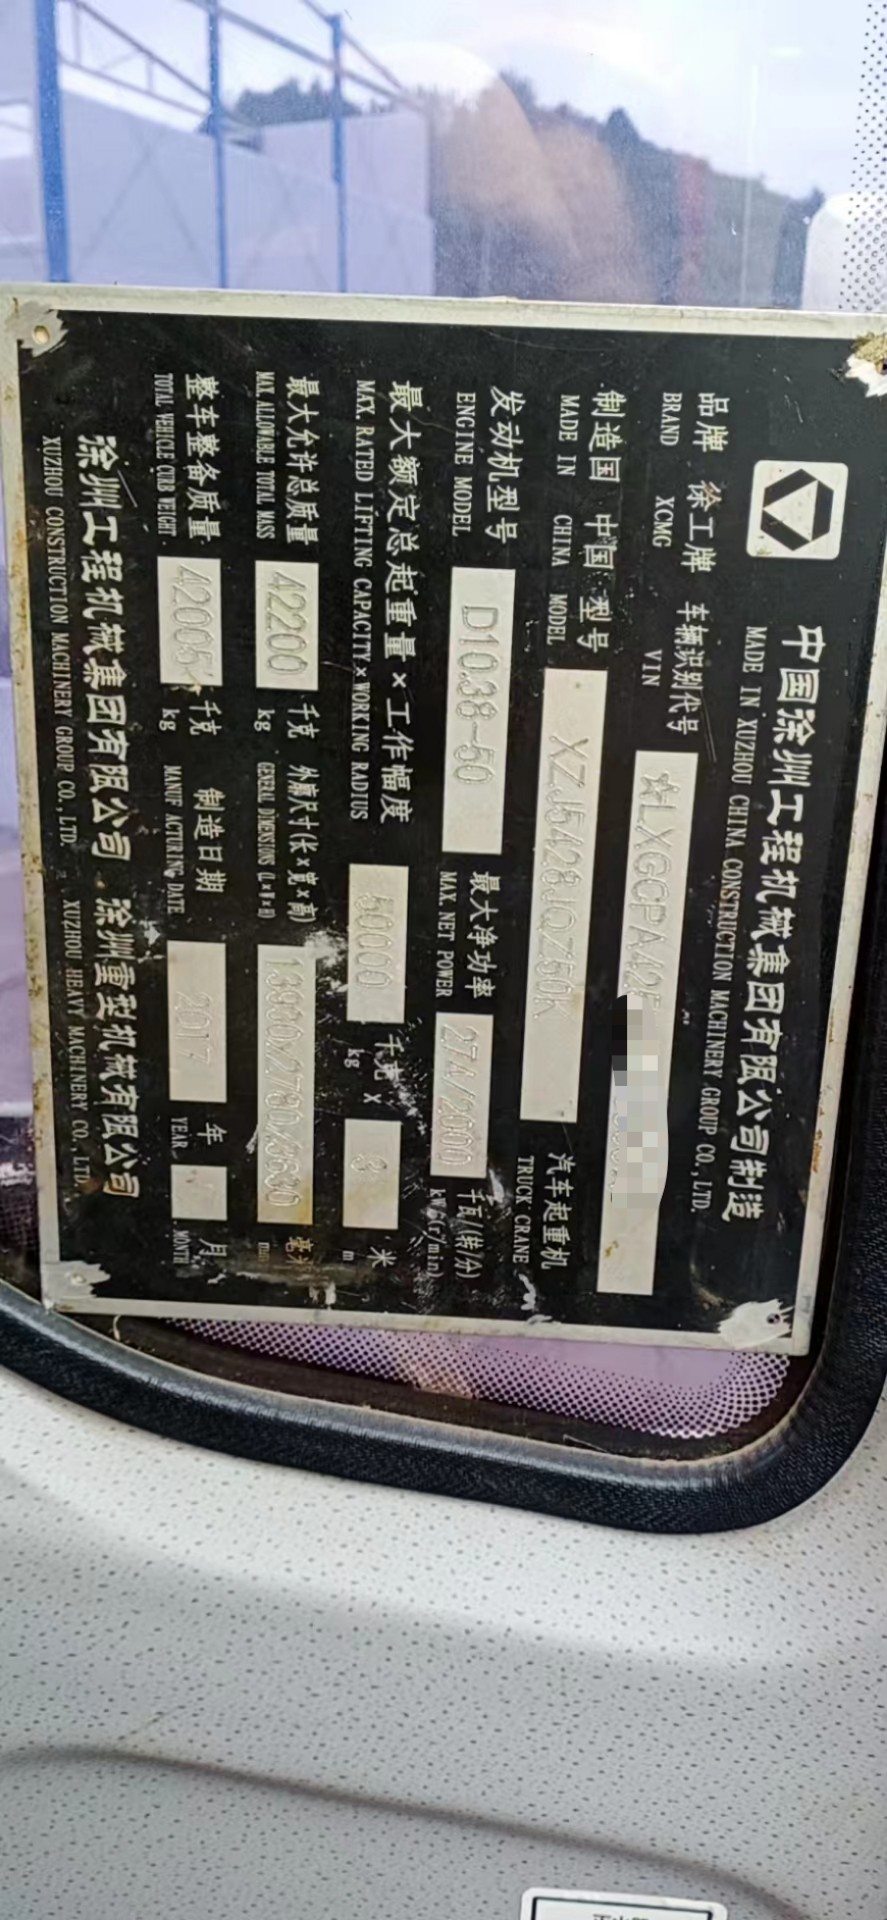 中国徐州工程机械集团有限公司制造
MADE IN XUZHOU CHINA CONSTRUCTION MACHINERY GROUP CO., LTD.
品牌 徐工牌 车辆识别代号 ☆LXGCPA42
BRAND XCMG VIN
制造国 中国 型号 XZJ5428JQZ50K 汽车起重机
MADE IN CHINA MODEL TRUCK CRANE
发动机型号 D10.38-50 最大净功率 274/2000 千瓦/(转/分)
ENGINE MODEL MAX. NET POWER kW/(r/min)
最大额定总起重量×工作幅度 50000 千克 × 3 米
MAX. RATED LIFTING CAPACITY×WORKING RADIUS kg m
最大允许总质量 42200 千克 外廓尺寸(长×宽×高) 13930×2780×3630 毫米
MAX ALLOWABLE TOTAL MASS kg GENERAL DIMENSIONS (L×B×H) mm
整车整备质量 42005 千克 制造日期 2017 年 月
TOTAL VEHICLE CURB WEIGHT kg MANUF ACTURING DATE YEAR MONTH
徐州工程机械集团有限公司 徐州重型机械有限公司
XUZHOU CONSTRUCTION MACHINERY GROUP CO., LTD. XUZHOU HEAVY MACHINERY CO., LTD.